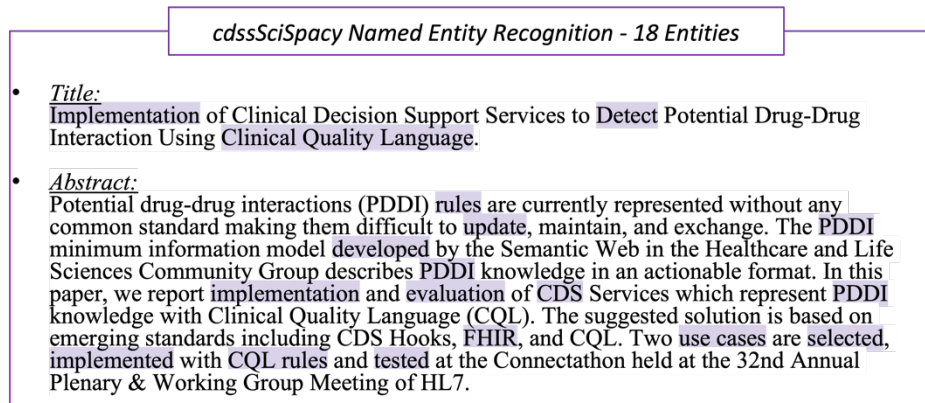 cdssSciSpacy Named Entity Recognition - 18 Entities
• Title:
Implementation of Clinical Decision Support Services to Detect Potential Drug-Drug
Interaction Using Clinical Quality Language.
• Abstract:
Potential drug-drug interactions (PDDI) rules are currently represented without any
common standard making them difficult to update, maintain, and exchange. The PDDI
minimum information model developed by the Semantic Web in the Healthcare and Life
Sciences Community Group describes PDDI knowledge in an actionable format. In this
paper, we report implementation and evaluation of CDS Services which represent PDDI
knowledge with Clinical Quality Language (CQL). The suggested solution is based on
emerging standards including CDS Hooks, FHIR, and CQL. Two use cases are selected,
implemented with CQL rules and tested at the Connectathon held at the 32nd Annual
Plenary & Working Group Meeting of HL7.